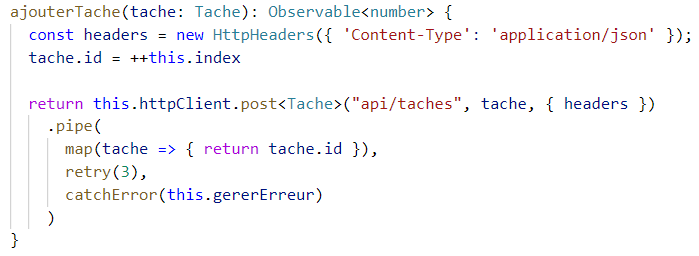 ajouterTache(tache: Tache): Observable<number> {
const headers = new HttpHeaders({ 'Content-Type': 'application/json' });
tache.id = ++this.index
return this.httpClient.post<Tache>("api/taches", tache, { headers })
.pipe(
map(tache => { return tache.id }),
retry(3),
catchError(this.gererErreur)
)
}